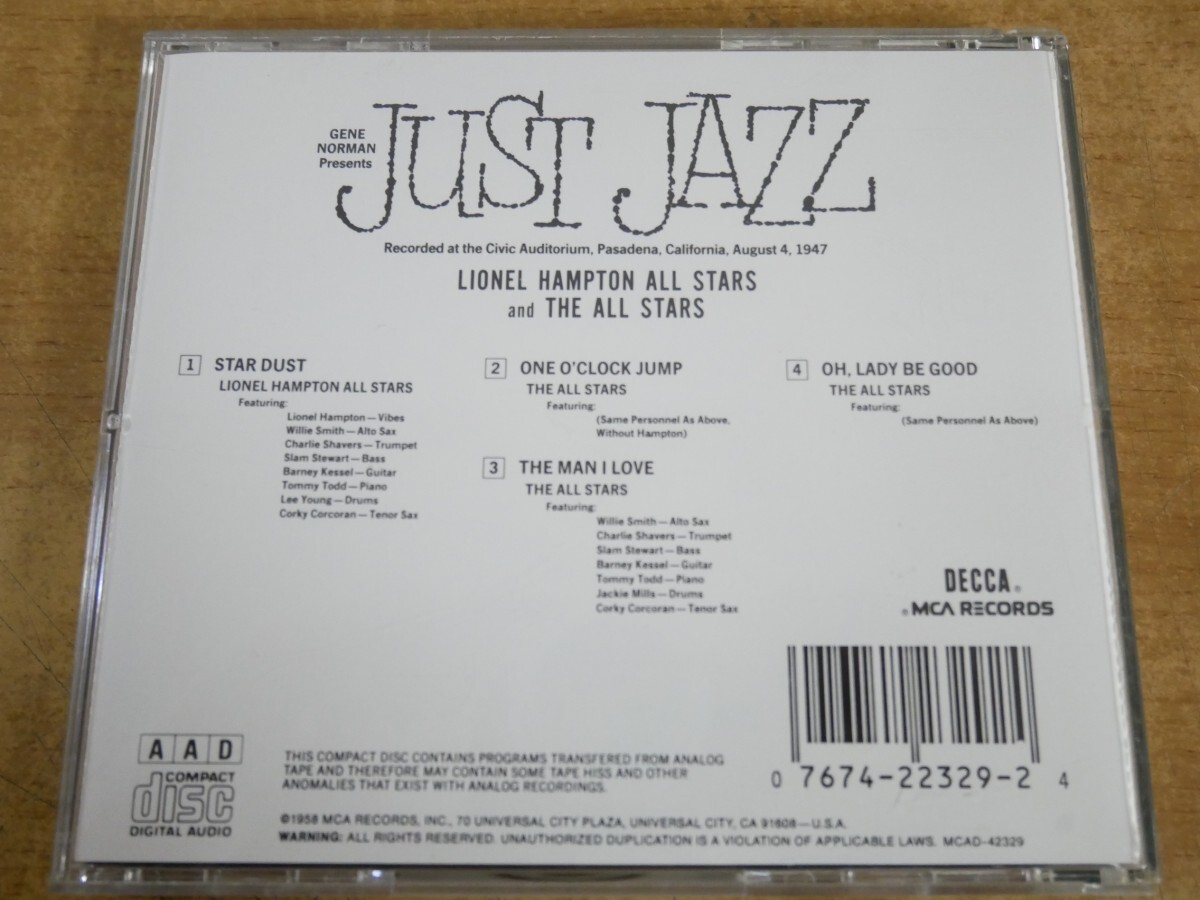 GENE
NORMAN
Presents
JUST JAZZ
Recorded at the Civic Auditorium, Pasadena, California, August 4, 1947
LIONEL HAMPTON ALL STARS
and THE ALL STARS
1 STAR DUST
LIONEL HAMPTON ALL STARS
Featuring:
Lionel Hampton—Vibes
Willie Smith—Alto Sax
Charlie Shavers—Trumpet
Slam Stewart—Bass
Barney Kessel—Guitar
Tommy Todd—Piano
Lee Young—Drums
Corky Corcoran—Tenor Sax
2 ONE O'CLOCK JUMP
THE ALL STARS
Featuring:
(Same Personnel As Above,
Without Hampton)
3 THE MAN I LOVE
THE ALL STARS
Featuring:
Willie Smith—Alto Sax
Charlie Shavers—Trumpet
Slam Stewart—Bass
Barney Kessel—Guitar
Tommy Todd—Piano
Jackie Mills—Drums
Corky Corcoran—Tenor Sax
4 OH, LADY BE GOOD
THE ALL STARS
Featuring:
(Same Personnel As Above)
DECCA®
®MCA RECORDS
0 7674-22329-2 4
A A D
COMPACT
disc
DIGITAL AUDIO
THIS COMPACT DISC CONTAINS PROGRAMS TRANSFERED FROM ANALOG
TAPE AND THEREFORE MAY CONTAIN SOME TAPE HISS AND OTHER
ANOMALIES THAT EXIST WITH ANALOG RECORDINGS.
©1958 MCA RECORDS, INC., 70 UNIVERSAL CITY PLAZA, UNIVERSAL CITY, CA 91608—U.S.A.
WARNING: ALL RIGHTS RESERVED. UNAUTHORIZED DUPLICATION IS A VIOLATION OF APPLICABLE LAWS. MCAD-42329